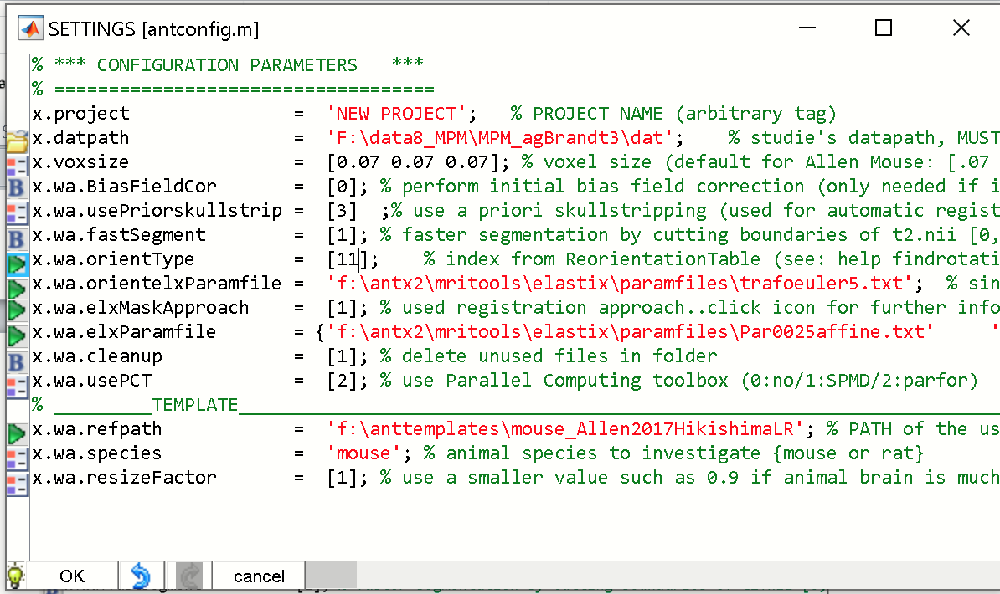 SETTINGS [antconfig.m]
% *** CONFIGURATION PARAMETERS ***
% ===================================
x.project = 'NEW PROJECT'; % PROJECT NAME (arbitrary tag)
x.datpath = 'F:\data8_MPM\MPM_agBrandt3\dat'; % studie's datapath, MUST
x.voxsize = [0.07 0.07 0.07]; % voxel size (default for Allen Mouse: [.07
x.wa.BiasFieldCor = [0]; % perform initial bias field correction (only needed if i
x.wa.usePriorskullstrip = [3] ;% use a priori skullstripping (used for automatic regist
x.wa.fastSegment = [1]; % faster segmentation by cutting boundaries of t2.nii [0,
x.wa.orientType = [11]; % index from ReorientationTable (see: help findrotati
x.wa.orientelxParamfile = 'f:\antx2\mritools\elastix\paramfiles\trafoeuler5.txt'; % sin
x.wa.elxMaskApproach = [1]; % used registration approach..click icon for further info
x.wa.elxParamfile = {'f:\antx2\mritools\elastix\paramfiles\Par0025affine.txt' '
x.wa.cleanup = [1]; % delete unused files in folder
x.wa.usePCT = [2]; % use Parallel Computing toolbox (0:no/1:SPMD/2:parfor)
% _________TEMPLATE______________________________________________________________________
x.wa.refpath = 'f:\anttemplates\mouse_Allen2017HikishimaLR'; % PATH of the us
x.wa.species = 'mouse'; % animal species to investigate {mouse or rat}
x.wa.resizeFactor = [1]; % use a smaller value such as 0.9 if animal brain is much
OK cancel